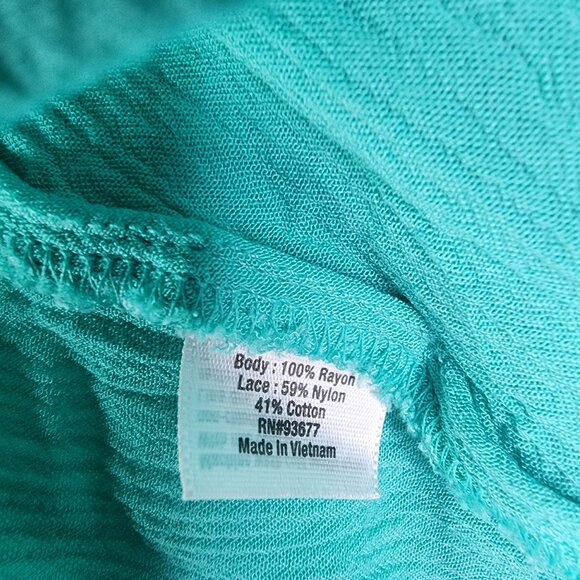 Body : 100% Rayon
Lace : 59% Nylon
41% Cotton
RN#93677
Made In Vietnam